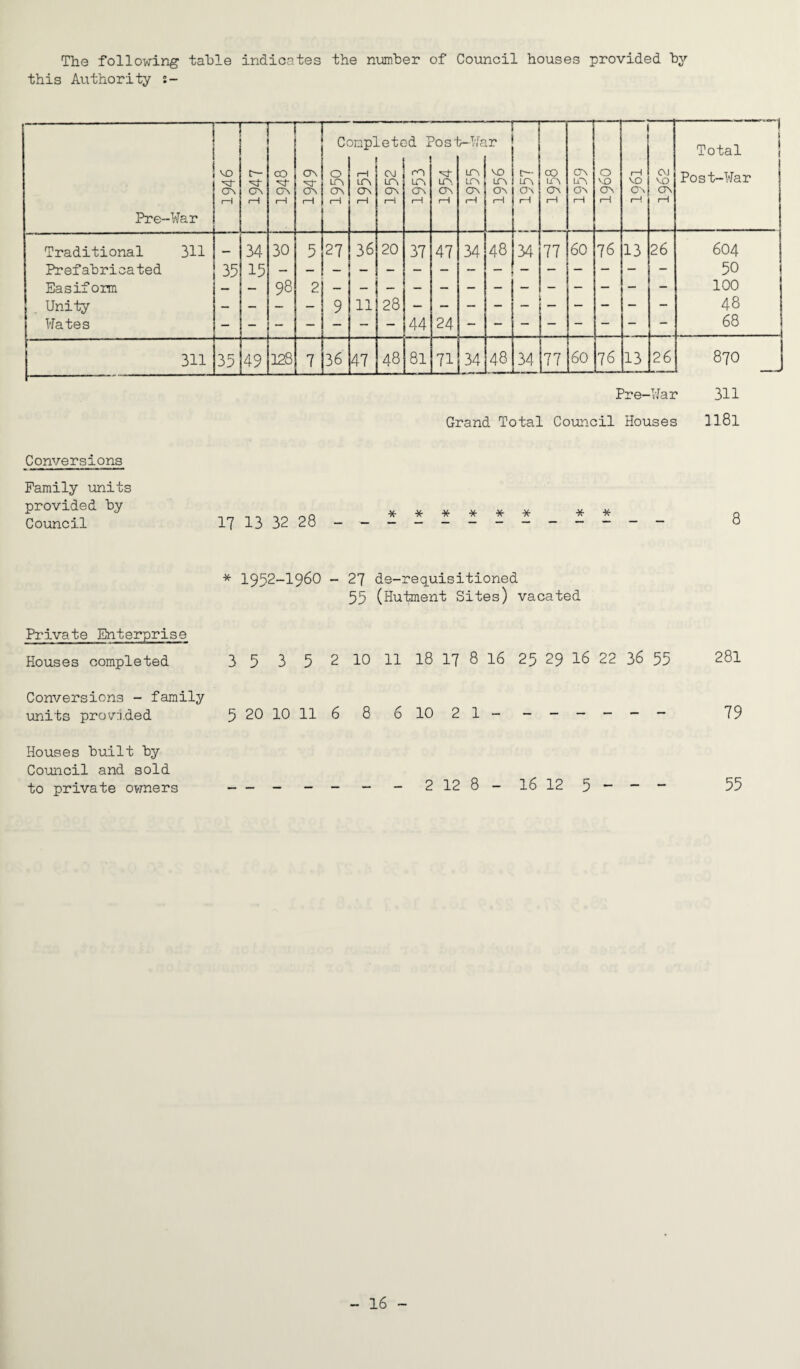 The following table indicates the number of Council houses provided by
this Authority :-
Completed Post-War
Total
Post-War
Pre-War 1946 1947 1948 1949 1950 1951 1952 1953 1954 1955 1956 1957 1958 1959 1960 1961 1962
Traditional 311 - 34 30 5 27 36 20 37 47 34 48 34 77 60 76 13 26 604
Prefabricated 35 15 - - - - - - - - - - - - - - - 50
Easiform - - 98 2 - - - - - - - - - - - - - 100
Unity - - - - 9 11 28 - - - - - - - - - - 48
Wates - - - - - - - 44 24 - - - - - - - - 68
311 35 49 128 7 36 47 48 81 71 34 48 34 77 60 76 13 26 870
Pre-War 311
Grand Total Council Houses 1181
Conversions
Family units
provided by
Council 17 13 32 28 - - * * * * * * - * * - - 8
* 1952-1960 - 27 de-requisitioned
55 (Hutment Sites) vacated
Private Enterprise
Houses completed 3 5 3 5 2 10 11 18 17 8 16 25 29 16 22 36 55 281
Conversions - family
units provided 5 20 10 11 6 8 6 10 2 1 - - - - - - - 79
Houses built by
Council and sold
to private owners - - - - - - - 2 12 8 - 16 12 5 - - - 55
- 16 -